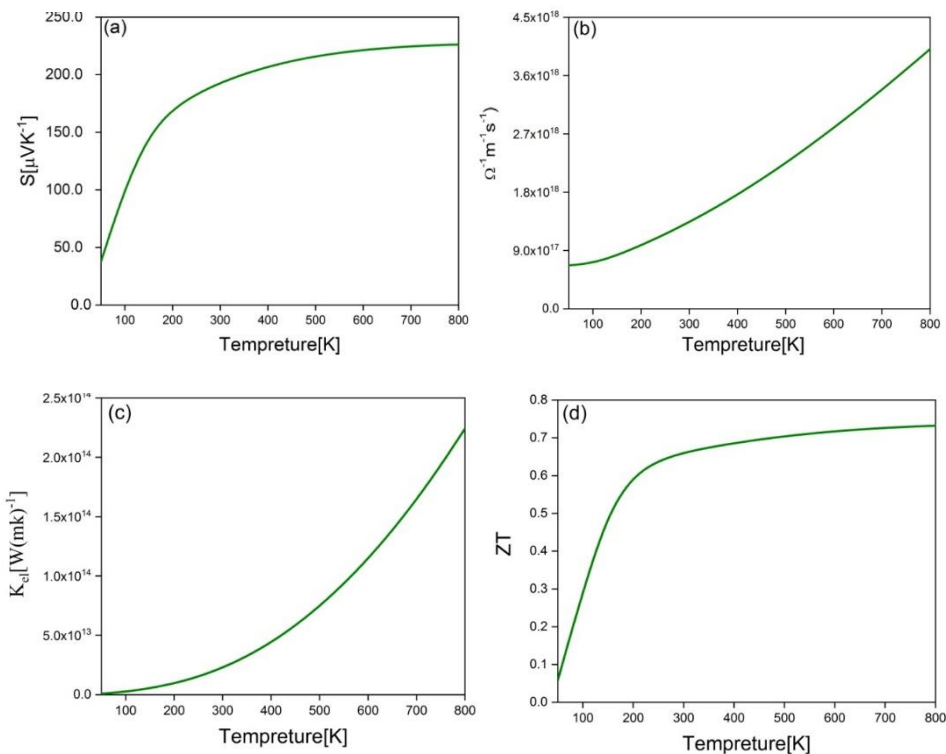 (a)
250.0
200.0
150.0
100.0
50.0
0.0
S[μVK⁻¹]
100 200 300 400 500 600 700 800
Tempreture[K]
(b)
4.5x10¹⁸
3.6x10¹⁸
2.7x10¹⁸
1.8x10¹⁸
9.0x10¹⁷
0.0
Ω⁻¹m⁻¹s⁻¹
100 200 300 400 500 600 700 800
Tempreture[K]
(c)
2.5x10¹⁴
2.0x10¹⁴
1.5x10¹⁴
1.0x10¹⁴
5.0x10¹³
0.0
Kel[W(mk)⁻¹]
100 200 300 400 500 600 700 800
Tempreture[K]
(d)
0.8
0.7
0.6
0.5
0.4
0.3
0.2
0.1
0.0
ZT
100 200 300 400 500 600 700 800
Tempreture[K]